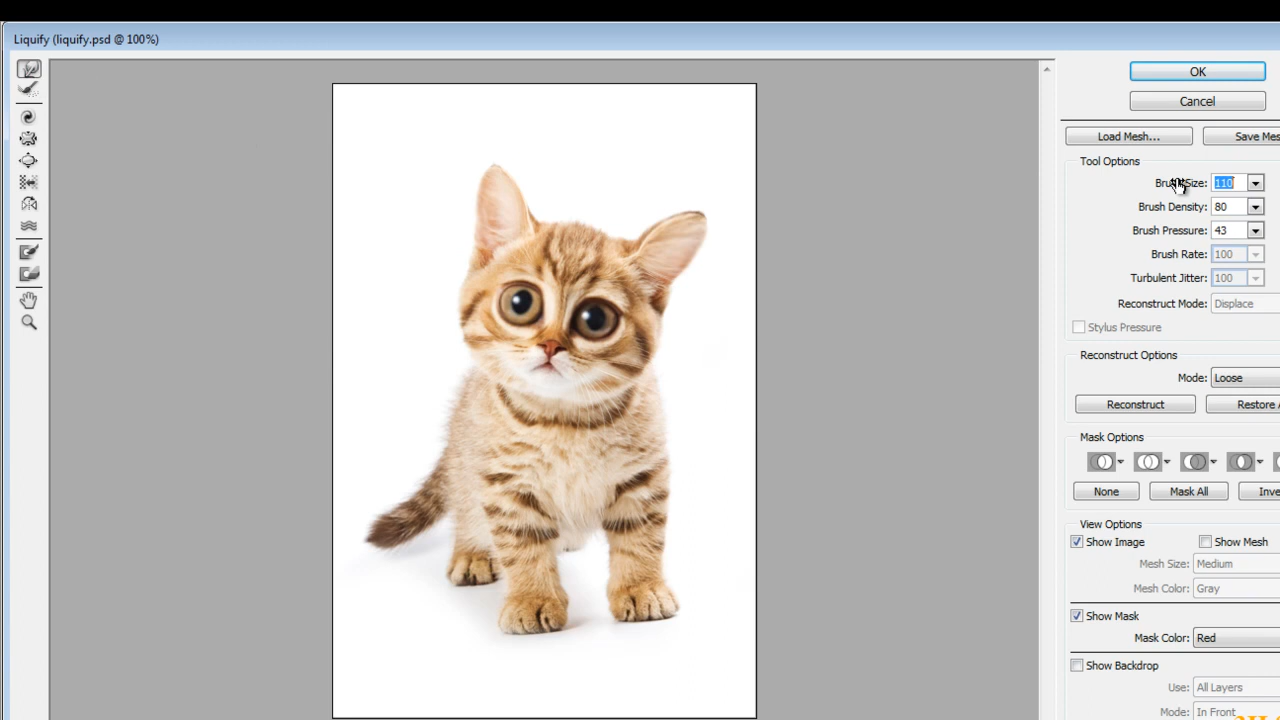 Liquify (liquify.psd @ 100%)
OK
Cancel
Load Mesh...
Save Mes
Tool Options
Brush Size: 110
Brush Density: 80
Brush Pressure: 43
Brush Rate: 100
Turbulent Jitter: 100
Reconstruct Mode: Displace
Stylus Pressure
Reconstruct Options
Mode: Loose
Reconstruct
Restore A
Mask Options
None
Mask All
Inve
View Options
Show Image
Show Mesh
Mesh Size: Medium
Mesh Color: Gray
Show Mask
Mask Color: Red
Show Backdrop
Use: All Layers
Mode: In Front